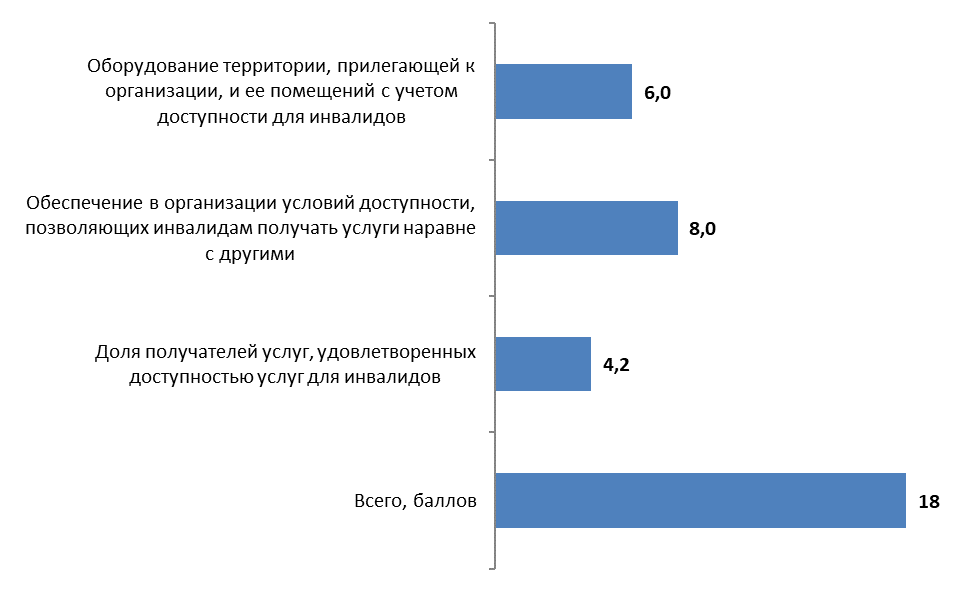 Оборудование территории, прилегающей к
организации, и ее помещений с учетом
доступности для инвалидов
6,0
Обеспечение в организации условий доступности,
позволяющих инвалидам получать услуги наравне
с другими
8,0
Доля получателей услуг, удовлетворенных
доступностью услуг для инвалидов
4,2
Всего, баллов
18